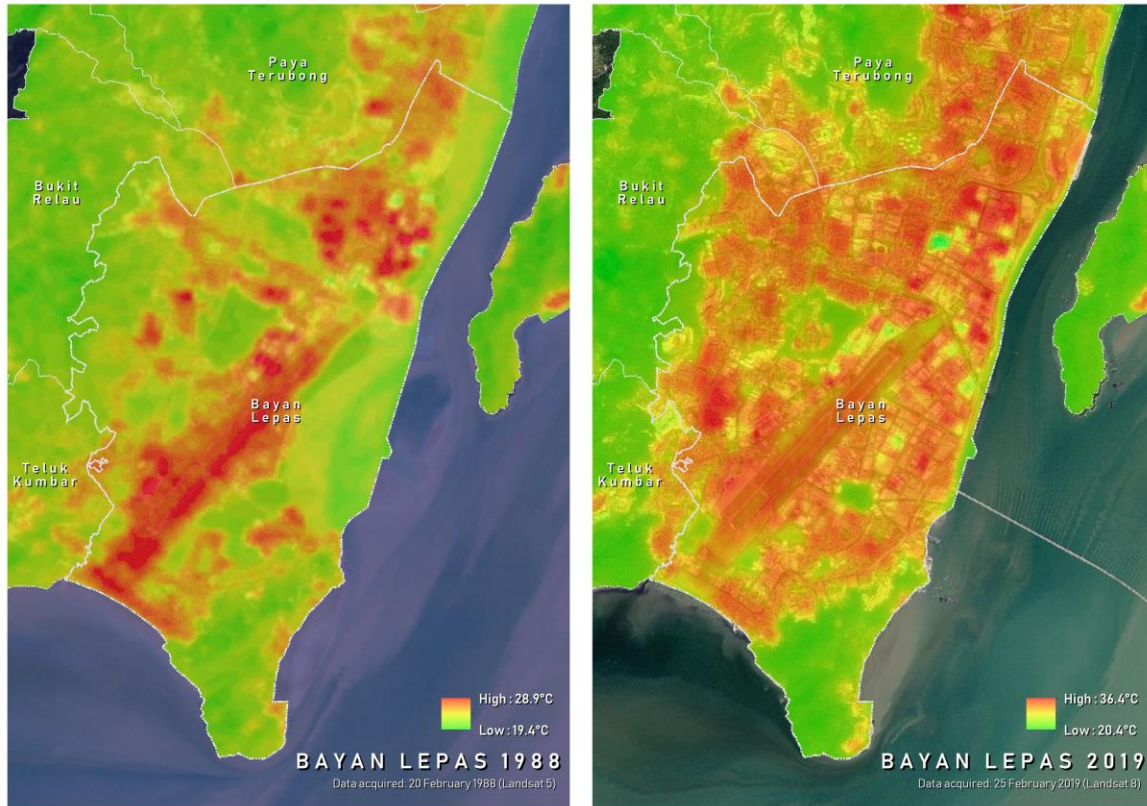 Paya
Terubong
Bukit
Relau
Bayan
Lepas
Teluk
Kumbar
High : 28.9°C
Low : 19.4°C
BAYAN LEPAS 1988
Data acquired: 20 February 1988 (Landsat 5)
Paya
Terubong
Bukit
Relau
Bayan
Lepas
Teluk
Kumbar
High : 36.4°C
Low : 20.4°C
BAYAN LEPAS 2019
Data acquired: 25 February 2019 (Landsat 8)